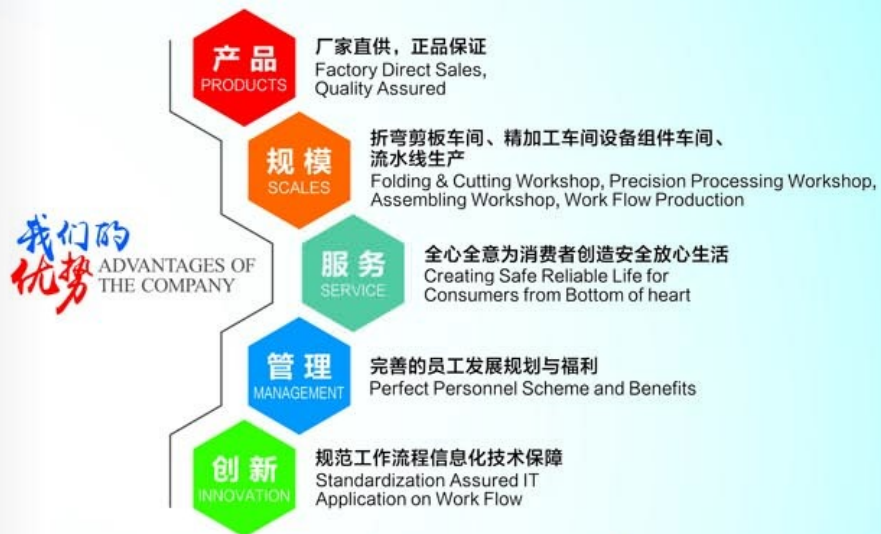 产品
PRODUCTS
厂家直供，正品保证
Factory Direct Sales,
Quality Assured
规模
SCALES
折弯剪板车间、精加工车间设备组件车间、
流水线生产
Folding & Cutting Workshop, Precision Processing Workshop,
Assembling Workshop, Work Flow Production
我们的
优势
ADVANTAGES OF
THE COMPANY
服务
SERVICE
全心全意为消费者创造安全放心生活
Creating Safe Reliable Life for
Consumers from Bottom of heart
管理
MANAGEMENT
完善的员工发展规划与福利
Perfect Personnel Scheme and Benefits
创新
INNOVATION
规范工作流程信息化技术保障
Standardization Assured IT
Application on Work Flow